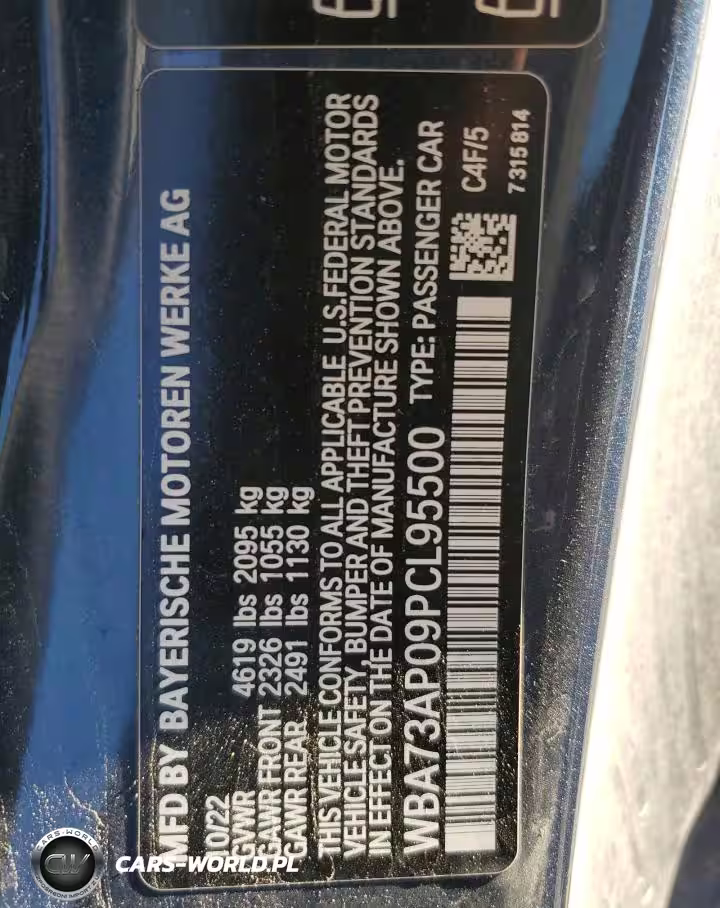 MFD BY BAYERISCHE MOTOREN WERKE AG
10/22
GVWR 4619 lbs 2095 kg
GAWR FRONT 2326 lbs 1055 kg
GAWR REAR 2491 lbs 1130 kg
THIS VEHICLE CONFORMS TO ALL APPLICABLE U.S.FEDERAL MOTOR
VEHICLE SAFETY, BUMPER AND THEFT PREVENTION STANDARDS
IN EFFECT ON THE DATE OF MANUFACTURE SHOWN ABOVE.
WBA73AP09PCL95500 TYPE: PASSENGER CAR
C4F/5
7 315 814
CARS-WORLD
CW
CARS-WORLD.PL